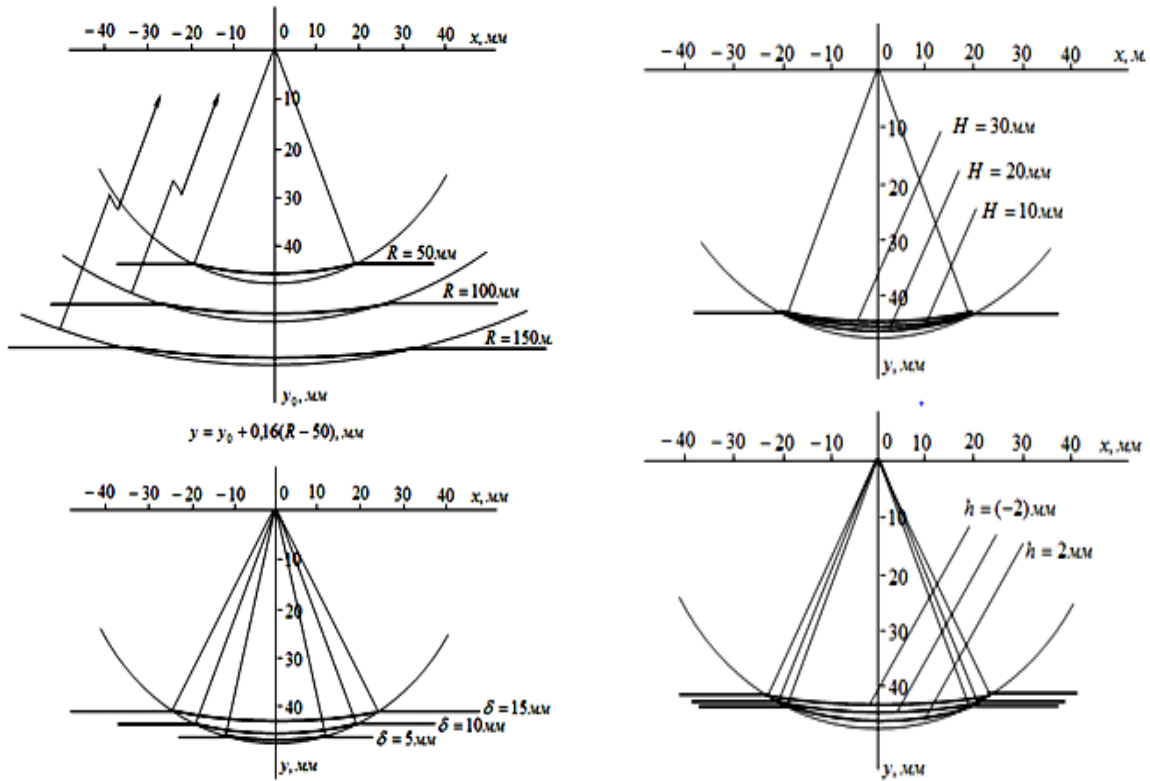 −40 −30 −20 −10 0 10 20 30 40 x, мм
10
20
30
40
R = 50мм
R = 100мм
R = 150м.
y₀, мм
y = y₀ + 0,16(R − 50), мм
−40 −30 −20 −10 0 10 20 30 40 x, м.
10
20
30
40
H = 30мм
H = 20мм
H = 10мм
y, мм
−40 −30 −20 −10 0 10 20 30 40 x, мм
10
20
30
40
δ = 15мм
δ = 10мм
δ = 5мм
y, мм
−40 −30 −20 −10 0 10 20 30 40 x, мм
10
20
30
40
h = (−2)мм
h = 2мм
y, мм